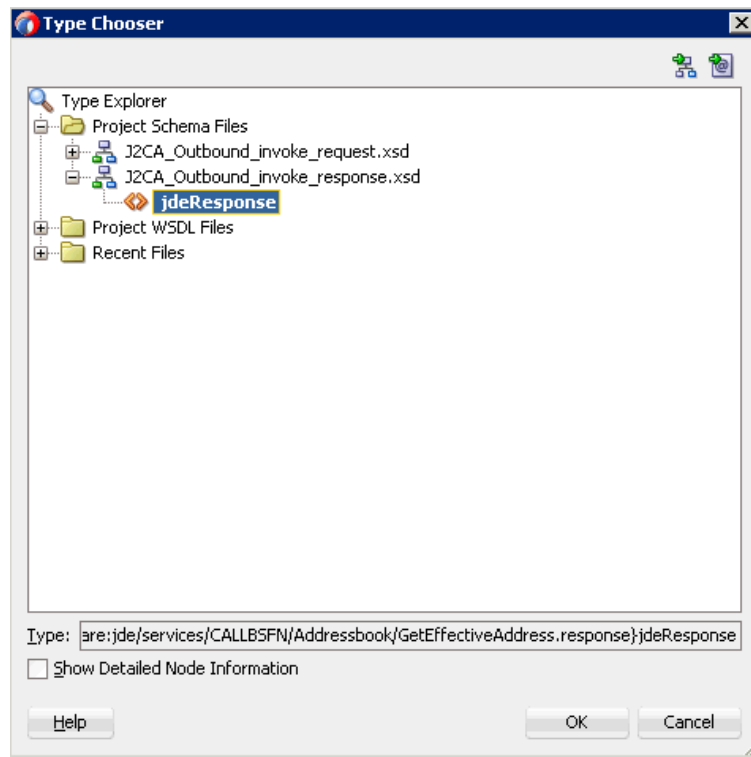 Type Chooser
Type Explorer
Project Schema Files
J2CA_Outbound_invoke_request.xsd
J2CA_Outbound_invoke_response.xsd
jdeResponse
Project WSDL Files
Recent Files
Type: are:jde/services/CALLBSFN/Addressbook/GetEffectiveAddress.response}jdeResponse
Show Detailed Node Information
Help OK Cancel